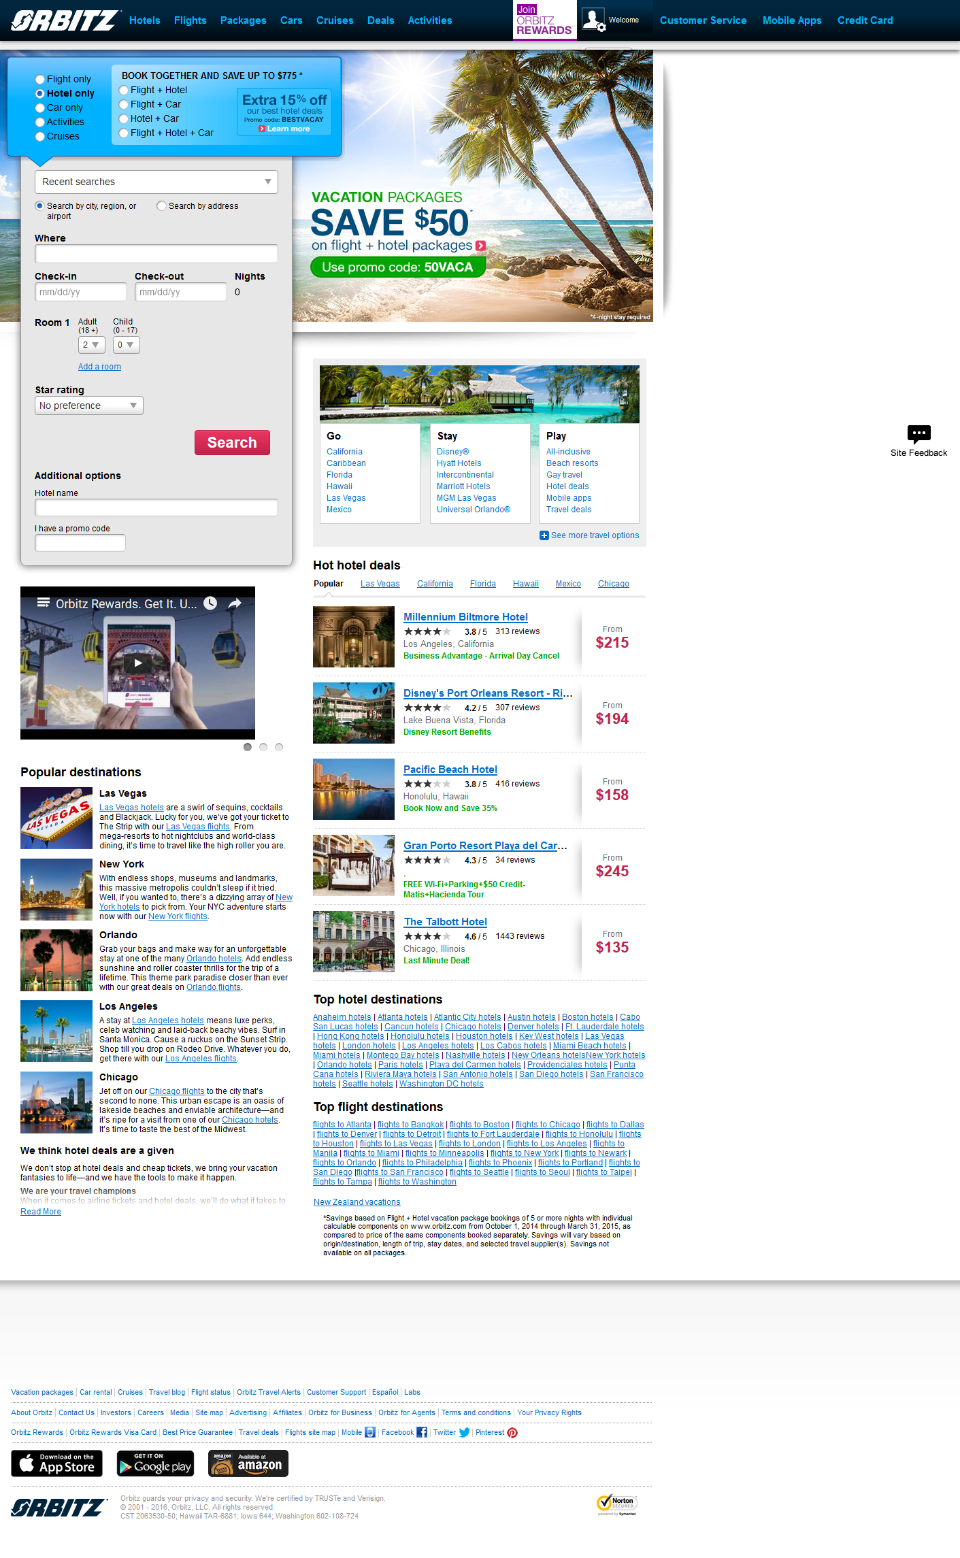 ORBITZ
Hotels Flights Packages Cars Cruises Deals Activities
Join ORBITZ REWARDS
Welcome
Customer Service Mobile Apps Credit Card
Flight only
Hotel only
Car only
Activities
Cruises
BOOK TOGETHER AND SAVE UP TO $775 *
Flight + Hotel
Flight + Car
Hotel + Car
Flight + Hotel + Car
Extra 15% off
our best hotel deals
Promo code: BESTVACAY
Learn more
Recent searches
Search by city, region, or
airport
Search by address
Where
Check-in Check-out Nights
mm/dd/yy mm/dd/yy 0
Room 1 Adult Child
(18 +) (0 - 17)
2 0
Add a room
Star rating
No preference
Search
Additional options
Hotel name
I have a promo code
VACATION PACKAGES
SAVE $50*
on flight + hotel packages
Use promo code: 50VACA
*4-night stay required
Go
California
Caribbean
Florida
Hawaii
Las Vegas
Mexico
Stay
Disney®
Hyatt Hotels
Intercontinental
Marriott Hotels
MGM Las Vegas
Universal Orlando®
Play
All-inclusive
Beach resorts
Gay travel
Hotel deals
Mobile apps
Travel deals
See more travel options
Site Feedback
Hot hotel deals
Popular Las Vegas California Florida Hawaii Mexico Chicago
Millennium Biltmore Hotel
3.8 / 5 313 reviews
Los Angeles, California
Business Advantage - Arrival Day Cancel
From
$215
Disney's Port Orleans Resort - Ri...
4.2 / 5 307 reviews
Lake Buena Vista, Florida
Disney Resort Benefits
From
$194
Pacific Beach Hotel
3.8 / 5 416 reviews
Honolulu, Hawaii
Book Now and Save 35%
From
$158
Gran Porto Resort Playa del Car...
4.3 / 5 34 reviews
,
FREE Wi-Fi+Parking+$50 Credit-
Matis+Hacienda Tour
From
$245
The Talbott Hotel
4.6 / 5 1443 reviews
Chicago, Illinois
Last Minute Deal!
From
$135
Orbitz Rewards. Get It. U...
Popular destinations
Las Vegas
Las Vegas hotels are a swirl of sequins, cocktails
and Blackjack. Lucky for you, we've got your ticket to
The Strip with our Las Vegas flights. From
mega-resorts to hot nightclubs and world-class
dining, it's time to travel like the high roller you are.
New York
With endless shops, museums and landmarks,
this massive metropolis couldn't sleep if it tried.
Well, if you wanted to, there's a dizzying array of New
York hotels to pick from. Your NYC adventure starts
now with our New York flights.
Orlando
Grab your bags and make way for an unforgettable
stay at one of the many Orlando hotels. Add endless
sunshine and roller coaster thrills for the trip of a
lifetime. This theme park paradise closer than ever
with our great deals on Orlando flights.
Los Angeles
A stay at Los Angeles hotels means luxe perks,
celeb watching and laid-back beachy vibes. Surf in
Santa Monica. Cause a ruckus on the Sunset Strip.
Shop till you drop on Rodeo Drive. Whatever you do,
get there with our Los Angeles flights.
Chicago
Jet off on our Chicago flights to the city that's
second to none. This urban escape is an oasis of
lakeside beaches and enviable architecture—and
it's ripe for a visit from one of our Chicago hotels.
It's time to taste the best of the Midwest.
We think hotel deals are a given
We don't stop at hotel deals and cheap tickets, we bring your vacation
fantasies to life—and we have the tools to make it happen.
We are your travel champions
When it comes to airline tickets and hotel deals, we'll do what it takes to
Read More
Top hotel destinations
Anaheim hotels | Atlanta hotels | Atlantic City hotels | Austin hotels | Boston hotels | Cabo
San Lucas hotels | Cancun hotels | Chicago hotels | Denver hotels | Ft. Lauderdale hotels
| Hong Kong hotels | Honolulu hotels | Houston hotels | Key West hotels | Las Vegas
hotels | London hotels | Los Angeles hotels | Los Cabos hotels | Miami Beach hotels |
Miami hotels | Montego Bay hotels | Nashville hotels | New Orleans hotelsNew York hotels
| Orlando hotels | Paris hotels | Playa del Carmen hotels | Providenciales hotels | Punta
Cana hotels | Riviera Maya hotels | San Antonio hotels | San Diego hotels | San Francisco
hotels | Seattle hotels | Washington DC hotels
Top flight destinations
flights to Atlanta | flights to Bangkok | flights to Boston | flights to Chicago | flights to Dallas
| flights to Denver | flights to Detroit | flights to Fort Lauderdale | flights to Honolulu | flights
to Houston | flights to Las Vegas | flights to London | flights to Los Angeles | flights to
Manila | flights to Miami | flights to Minneapolis | flights to New York | flights to Newark |
flights to Orlando | flights to Philadelphia | flights to Phoenix | flights to Portland | flights to
San Diego |flights to San Francisco | flights to Seattle | flights to Seoul | flights to Taipei |
flights to Tampa | flights to Washington
New Zealand vacations
*Savings based on Flight + Hotel vacation package bookings of 5 or more nights with individual
calculable components on www.orbitz.com from October 1, 2014 through March 31, 2015, as
compared to price of the same components booked separately. Savings will vary based on
origin/destination, length of trip, stay dates, and selected travel supplier(s). Savings not
available on all packages.
Vacation packages | Car rental | Cruises | Travel blog | Flight status | Orbitz Travel Alerts | Customer Support | Español | Labs
About Orbitz | Contact Us | Investors | Careers | Media | Site map | Advertising | Affiliates | Orbitz for Business | Orbitz for Agents | Terms and conditions | Your Privacy Rights
Orbitz Rewards | Orbitz Rewards Visa Card | Best Price Guarantee | Travel deals | Flights site map | Mobile | Facebook | Twitter | Pinterest
Download on the App Store
GET IT ON Google play
Available at amazon
ORBITZ
Orbitz guards your privacy and security. We're certified by TRUSTe and Verisign.
© 2001 - 2016, Orbitz, LLC. All rights reserved.
CST 2063530-50; Hawaii TAR-6881; Iowa 644; Washington 602-108-724
Norton
SECURED
powered by Symantec